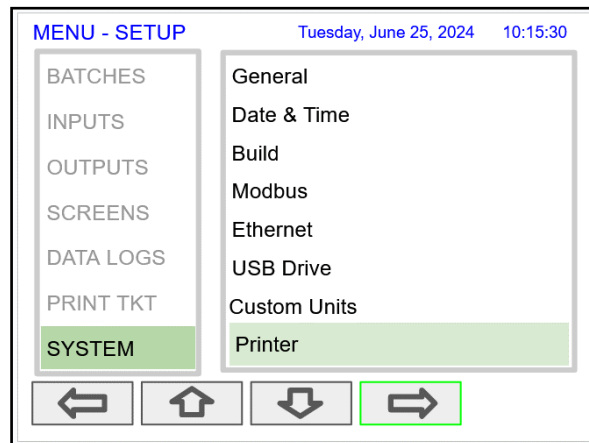 MENU - SETUP Tuesday, June 25, 2024 10:15:30
BATCHES
INPUTS
OUTPUTS
SCREENS
DATA LOGS
PRINT TKT
SYSTEM
General
Date & Time
Build
Modbus
Ethernet
USB Drive
Custom Units
Printer